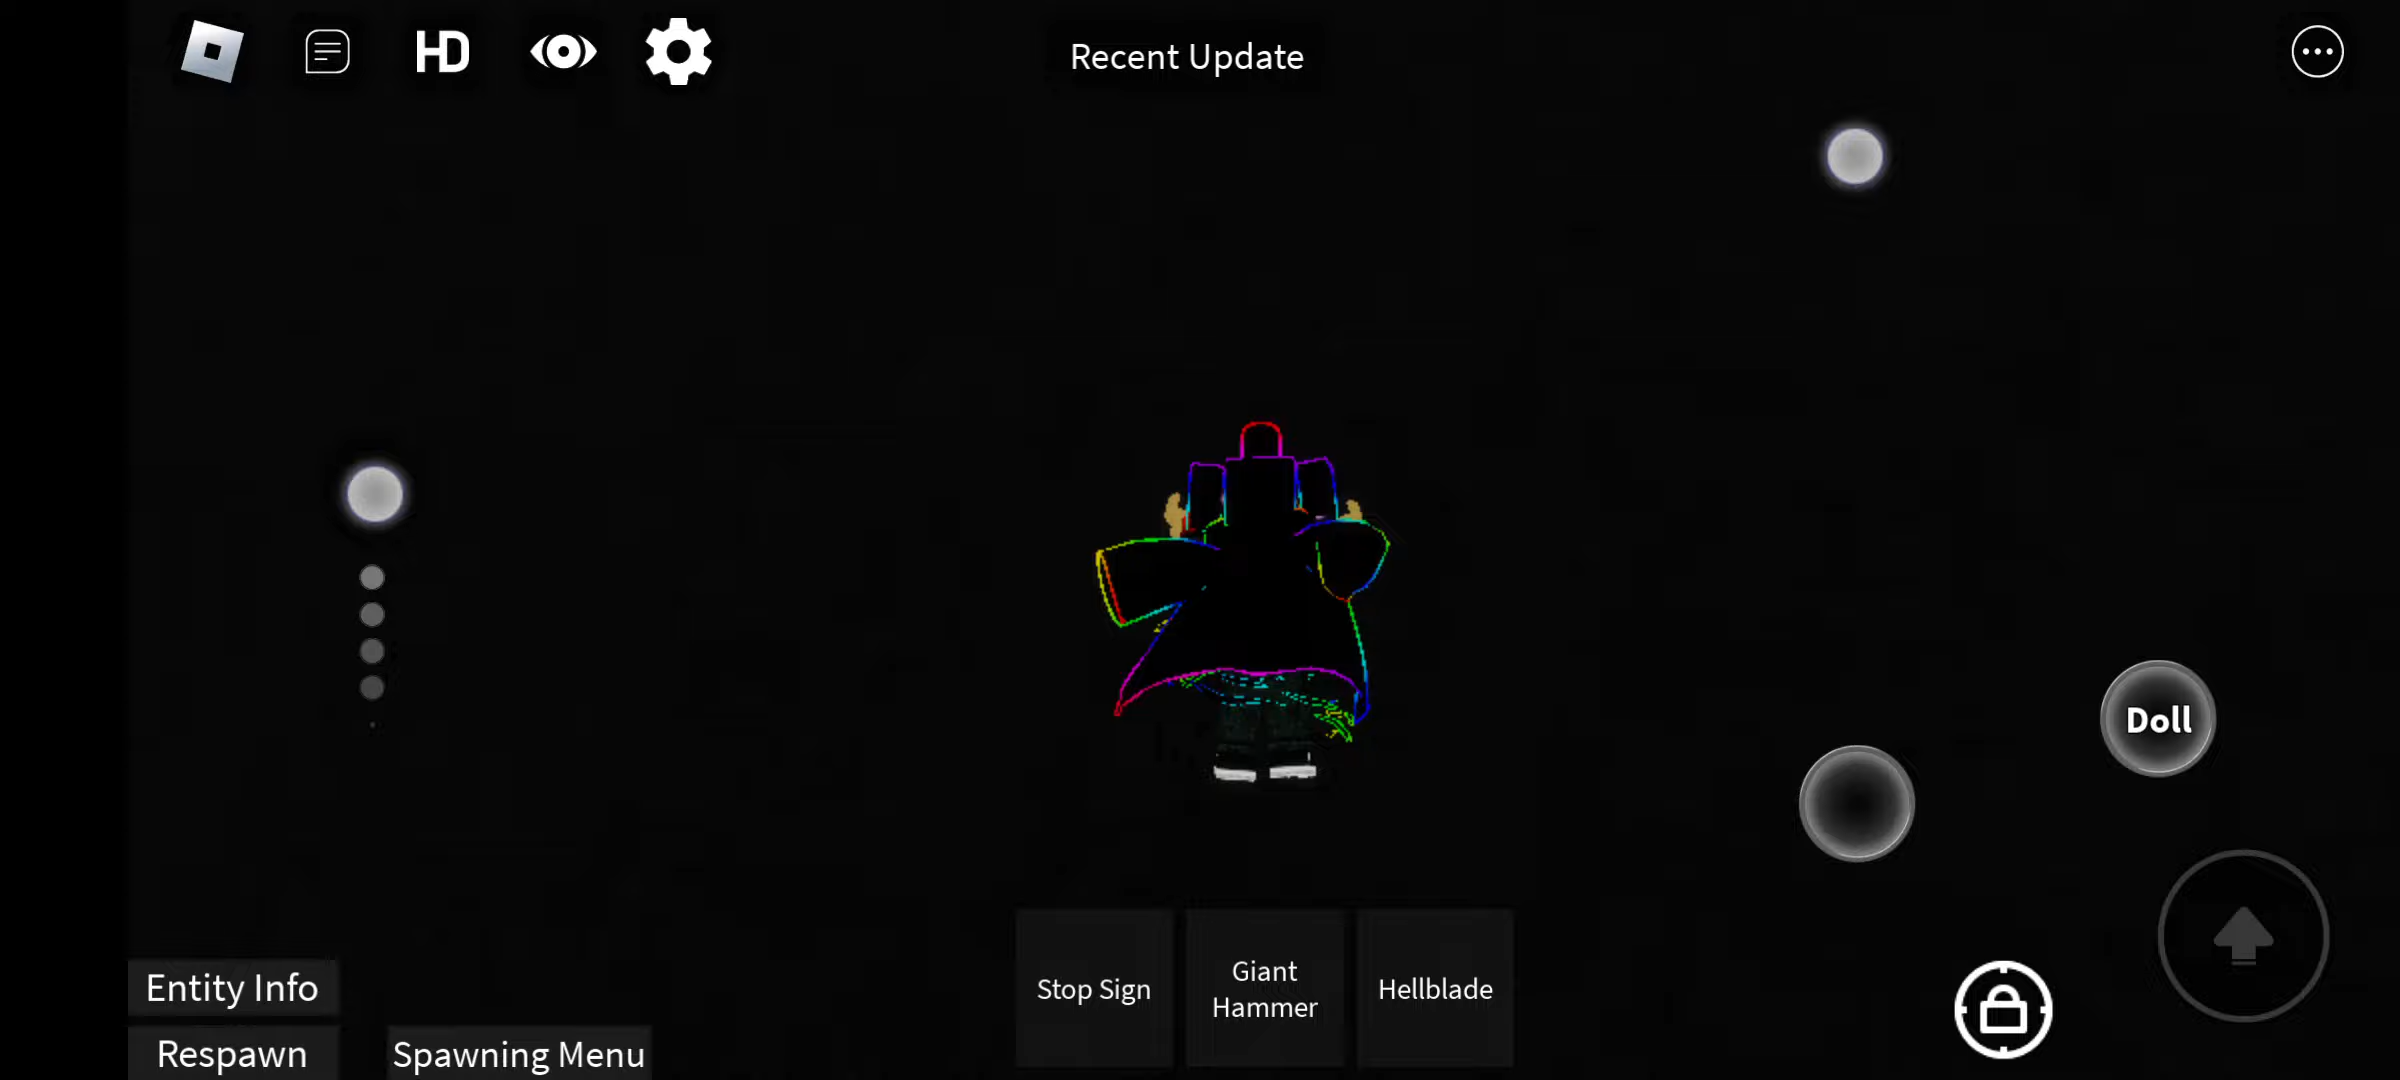 HD
Recent Update
Doll
Stop Sign
Giant
Hammer
Hellblade
Entity Info
Respawn
Spawning Menu